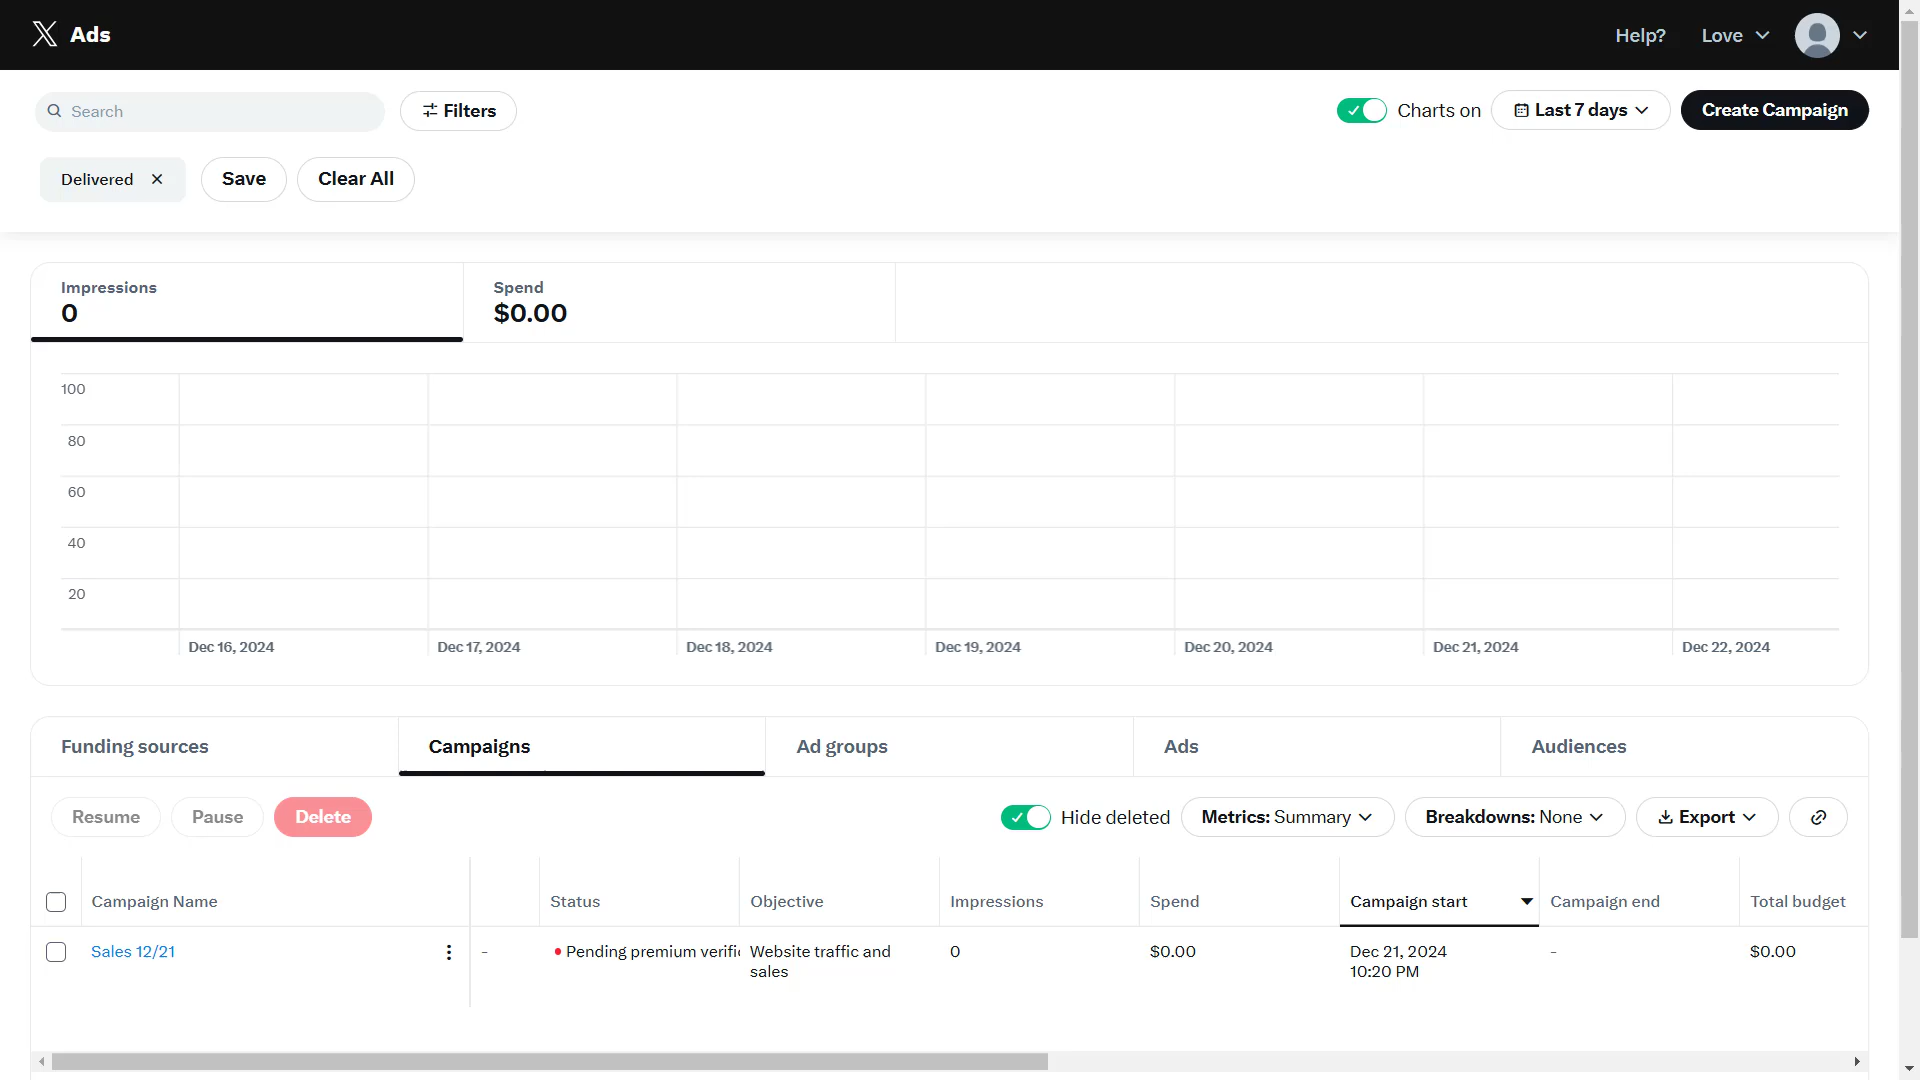 Ads
Help?
Love
Search
Filters
Charts on
Last 7 days
Create Campaign
Delivered
Save
Clear All
Impressions
0
Spend
$0.00
100
80
60
40
20
Dec 16, 2024
Dec 17, 2024
Dec 18, 2024
Dec 19, 2024
Dec 20, 2024
Dec 21, 2024
Dec 22, 2024
Funding sources
Campaigns
Ad groups
Ads
Audiences
Resume
Pause
Delete
Hide deleted
Metrics: Summary
Breakdowns: None
Export
Campaign Name
Status
Objective
Impressions
Spend
Campaign start
Campaign end
Total budget
Sales 12/21
-
Pending premium verific
Website traffic and
sales
0
$0.00
Dec 21, 2024
10:20 PM
-
$0.00